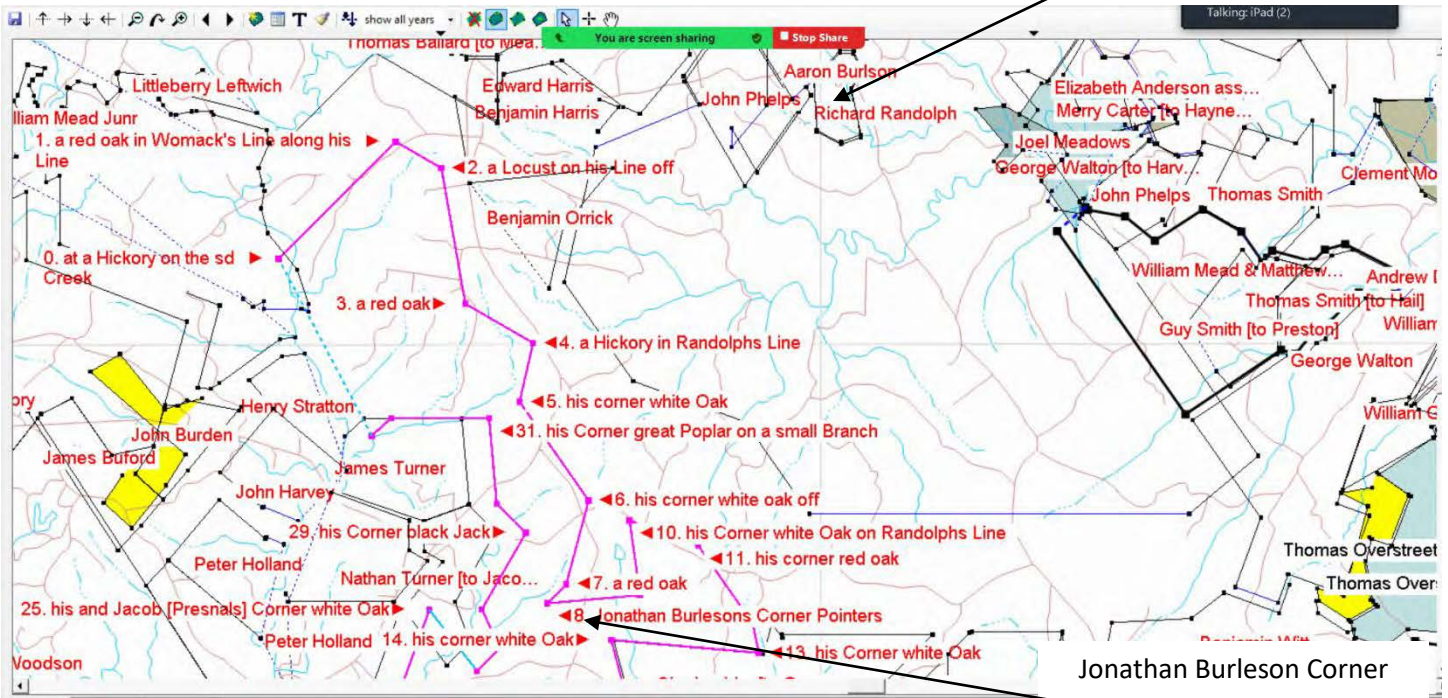 show all years
You are screen sharing
Stop Share
Talking: iPad (2)
Thomas Ballard [to Mea...
Littleberry Leftwich
Edward Harris
Benjamin Harris
Aaron Burlson
John Phelps
Richard Randolph
Elizabeth Anderson ass...
Merry Carter [to Hayne...
lliam Mead Junr
1. a red oak in Womack's Line along his
Line
2. a Locust on his Line off
Joel Meadows
George Walton [to Harv...
Clement Mo
John Phelps
Thomas Smith
Benjamin Orrick
0. at a Hickory on the sd
Creek
3. a red oak
William Mead & Matthew...
Andrew
Thomas Smith [to Hail]
Guy Smith [to Preston]
William
4. a Hickory in Randolphs Line
George Walton
5. his corner white Oak
ory
Henry Stratton
William G
31. his Corner great Poplar on a small Branch
John Burden
James Buford
James Turner
John Harvey
6. his corner white oak off
29. his Corner black Jack
10. his Corner white Oak on Randolphs Line
11. his corner red oak
Thomas Overstreet
Peter Holland
Nathan Turner [to Jaco...
7. a red oak
Thomas Over
25. his and Jacob [Presnals] Corner white Oak
8. Jonathan Burlesons Corner Pointers
Peter Holland
14. his corner white Oak
13. his Corner white Oak
Benjamin Witt
Woodson
Jonathan Burleson Corner